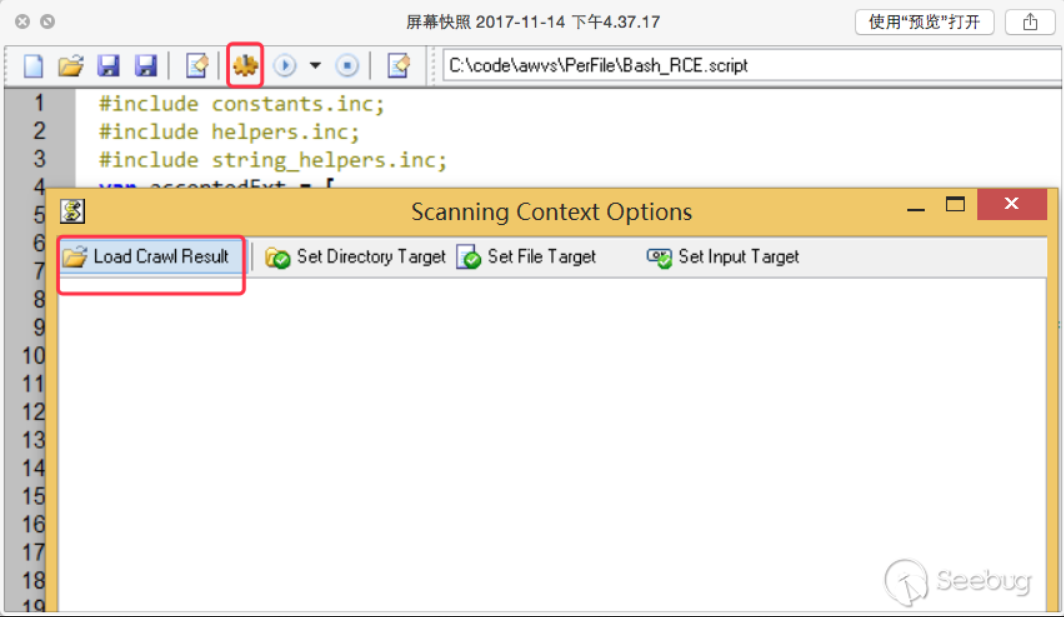 屏幕快照 2017-11-14 下午4.37.17
使用“预览”打开
C:\code\awvs\PerFile\Bash_RCE.script
1 #include constants.inc;
2 #include helpers.inc;
3 #include string_helpers.inc;
4 var acceptedExt = [
5
Scanning Context Options
6
Load Crawl Result Set Directory Target Set File Target Set Input Target
7
8
9
10
11
12
13
14
15
16
17
18
19
Seebug